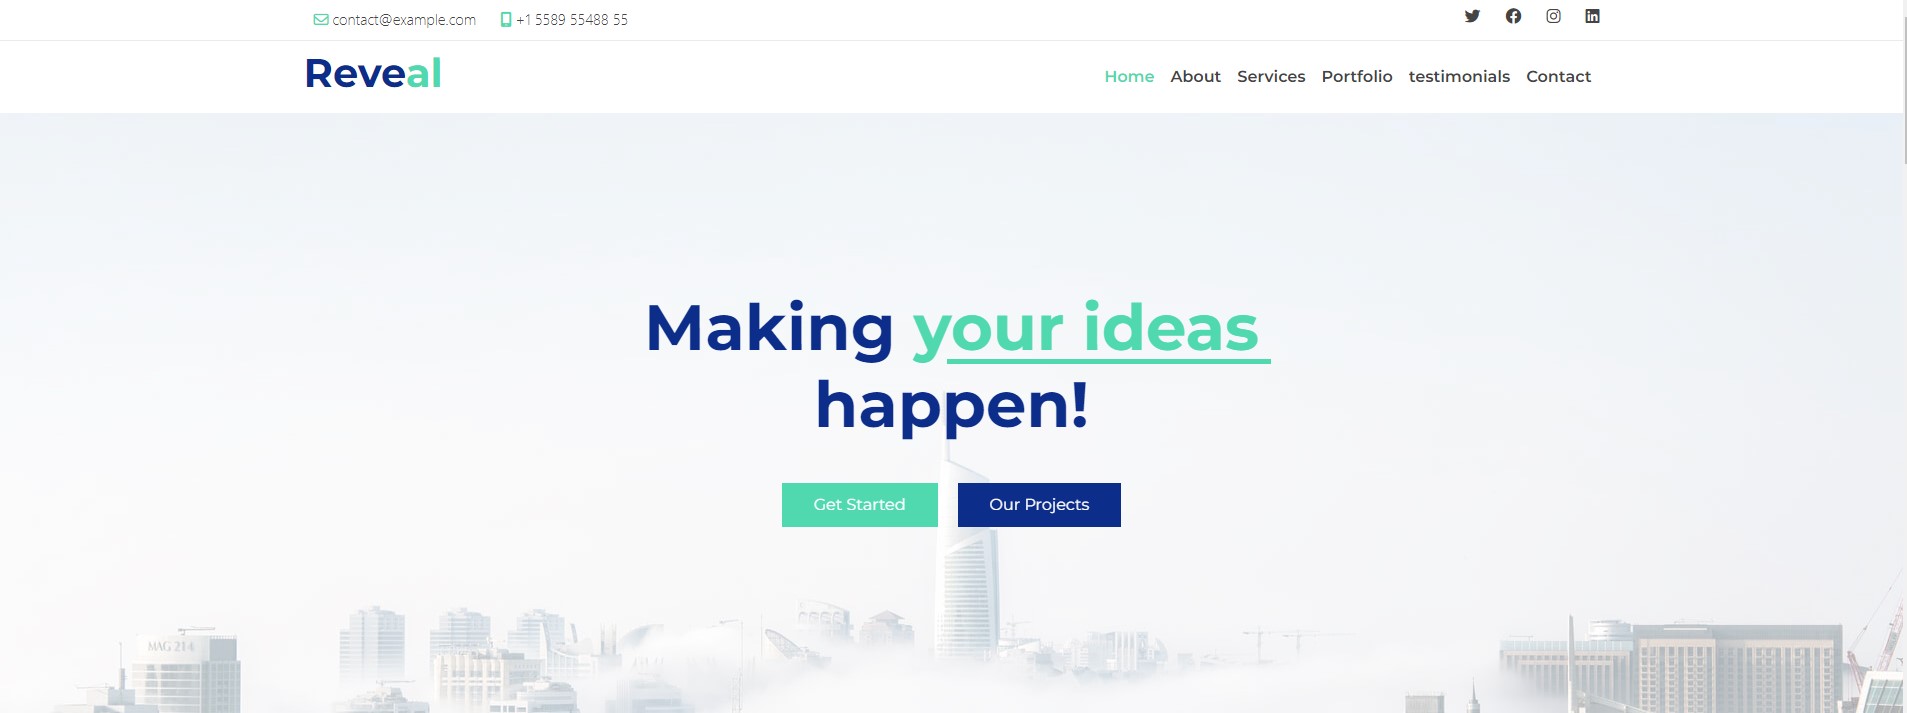 contact@example.com +1 5589 55488 55
Reveal
Home About Services Portfolio testimonials Contact
Making your ideas
happen!
Get Started Our Projects
MAG 214